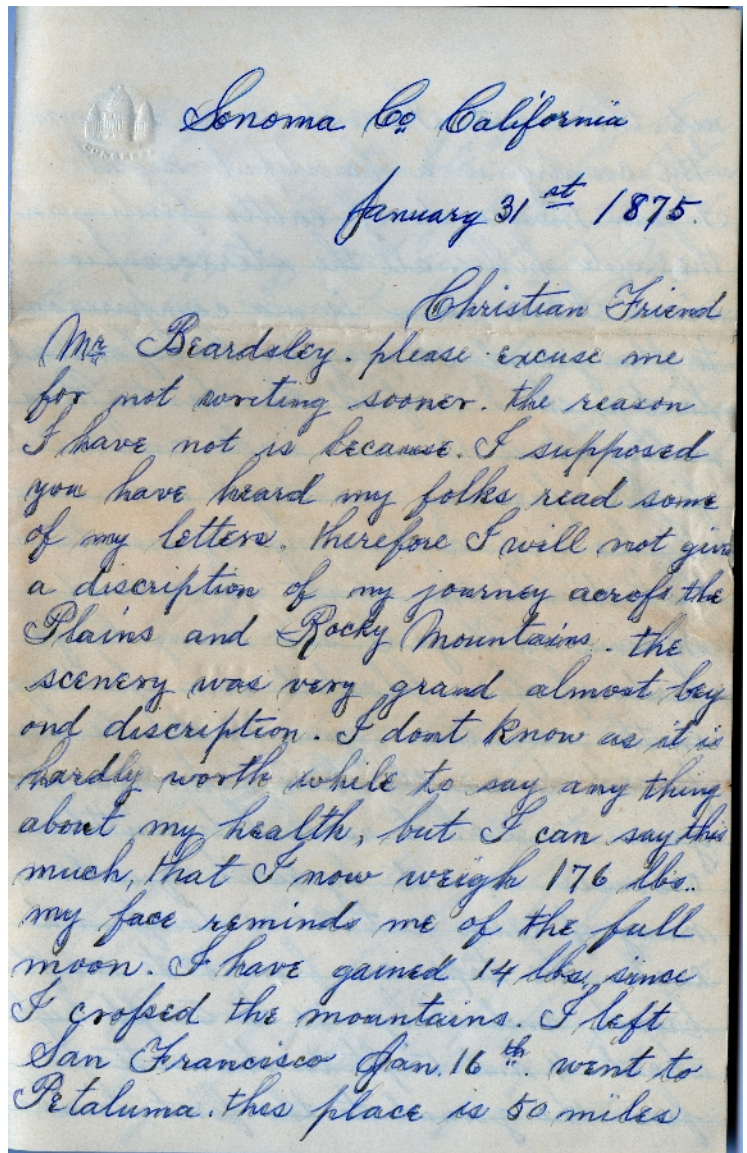 CONGRESS
Sonoma Co California
January 31st 1875.
Christian Friend
Mr Beardsley. please excuse me
for not writing sooner. the reason
I have not is because. I supposed
you have heard my folks read some
of my letters. therefore I will not give
a discription of my journey across the
Plains and Rocky Mountains. the
scenery was very grand almost bey
ond discription. I dont know as it is
hardly worth while to say any thing
about my health, but I can say this
much, that I now weigh 176 lbs.
my face reminds me of the full
moon. I have gained 14 lbs. since
I crossed the mountains. I left
San Francisco Jan. 16th. went to
Petaluma. this place is 50 miles